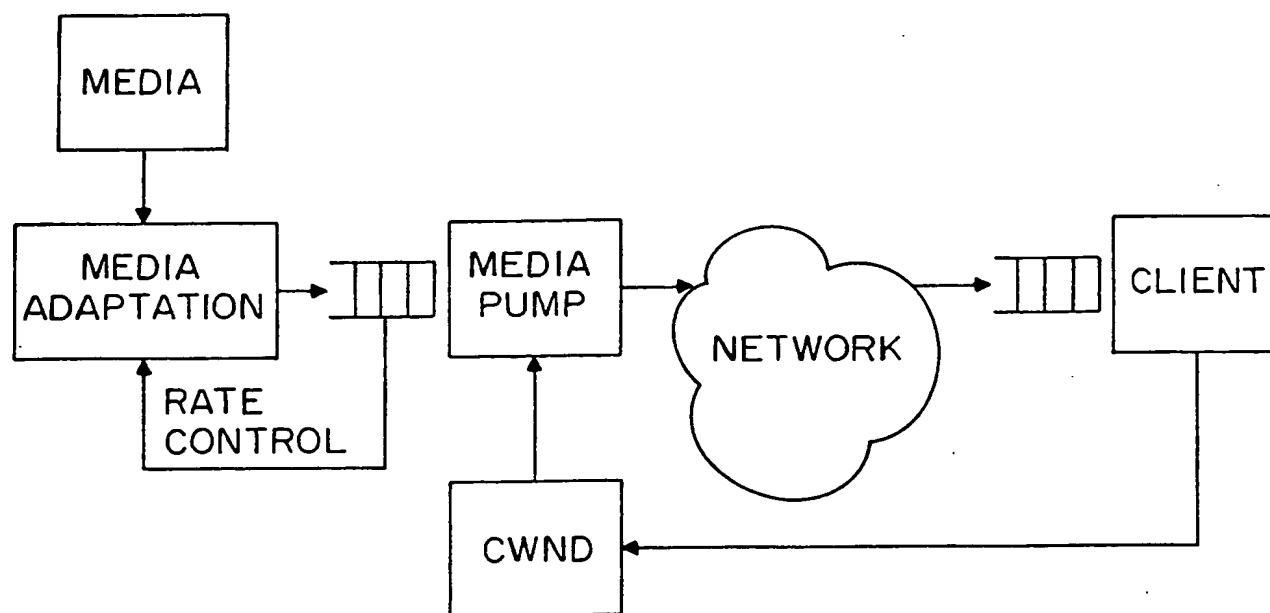 MEDIA
MEDIA
ADAPTATION
MEDIA
PUMP
NETWORK
CLIENT
RATE
CONTROL
CWND